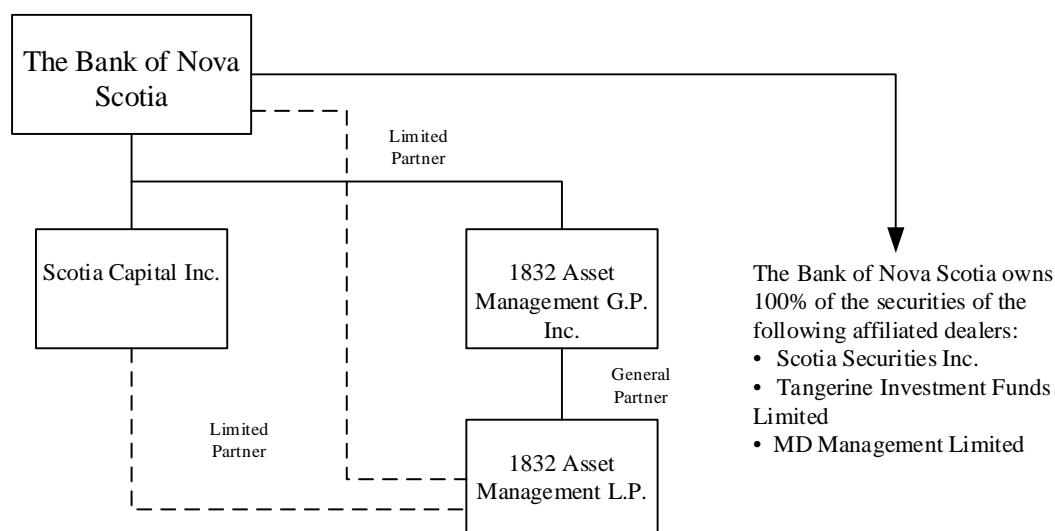 The Bank of Nova
Scotia
Limited
Partner
Scotia Capital Inc.
1832 Asset
Management G.P.
Inc.
General
Partner
Limited
Partner
1832 Asset
Management L.P.
The Bank of Nova Scotia owns
100% of the securities of the
following affiliated dealers:
• Scotia Securities Inc.
• Tangerine Investment Funds
Limited
• MD Management Limited